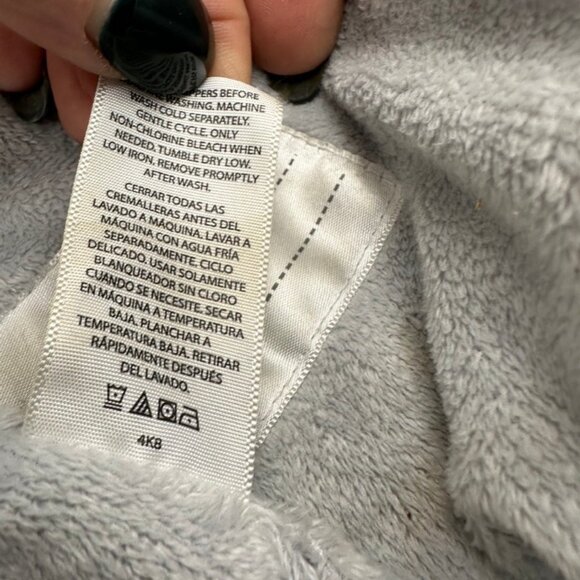 PPERS BEFORE
WASHING. MACHINE
WASH COLD SEPARATELY.
GENTLE CYCLE. ONLY
NON-CHLORINE BLEACH WHEN
NEEDED. TUMBLE DRY LOW.
LOW IRON. REMOVE PROMPTLY
AFTER WASH.
CERRAR TODAS LAS
CREMALLERAS ANTES DEL
LAVADO A MÁQUINA. LAVAR A
MÁQUINA CON AGUA FRÍA
SEPARADAMENTE. CICLO
DELICADO. USAR SOLAMENTE
BLANQUEADOR SIN CLORO
CUANDO SE NECESITE. SECAR
EN MÁQUINA A TEMPERATURA
BAJA. PLANCHAR A
TEMPERATURA BAJA. RETIRAR
RÁPIDAMENTE DESPUÉS
DEL LAVADO.
4KB